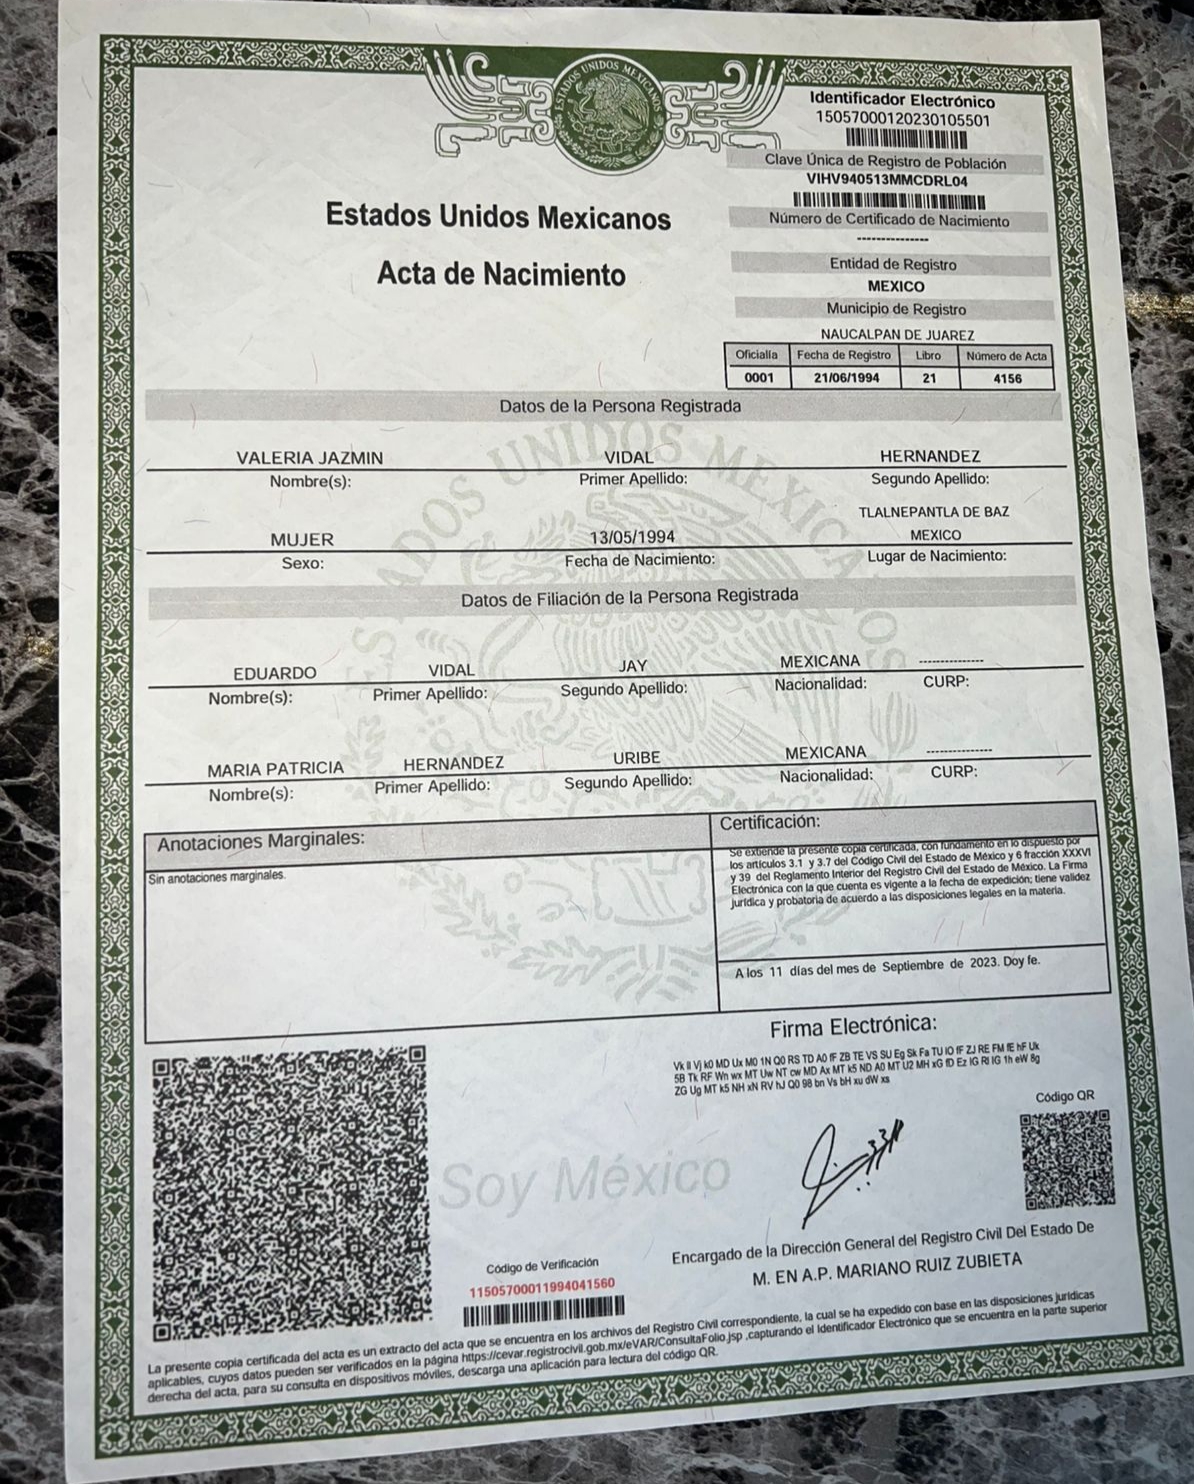 ESTADOS UNIDOS MEXICANOS
Identificador Electrónico
15057000120230105501
Clave Única de Registro de Población
VIHV940513MMCDRL04
Número de Certificado de Nacimiento
---------------
Estados Unidos Mexicanos
Acta de Nacimiento
Entidad de Registro
MEXICO
Municipio de Registro
NAUCALPAN DE JUAREZ
Oficialía Fecha de Registro Libro Número de Acta
0001 21/06/1994 21 4156
Datos de la Persona Registrada
VALERIA JAZMIN VIDAL HERNANDEZ
Nombre(s): Primer Apellido: Segundo Apellido:
TLALNEPANTLA DE BAZ
MUJER 13/05/1994 MEXICO
Sexo: Fecha de Nacimiento: Lugar de Nacimiento:
ESTADOS UNIDOS MEXICANOS
Datos de Filiación de la Persona Registrada
EDUARDO VIDAL JAY MEXICANA --------------
Nombre(s): Primer Apellido: Segundo Apellido: Nacionalidad: CURP:
MARIA PATRICIA HERNANDEZ URIBE MEXICANA --------------
Nombre(s): Primer Apellido: Segundo Apellido: Nacionalidad: CURP:
Anotaciones Marginales:
Sin anotaciones marginales.
Certificación:
Se extiende la presente copia certificada, con fundamento en lo dispuesto por
los artículos 3.1 y 3.7 del Código Civil del Estado de México y 6 fracción XXXVI
y 39 del Reglamento Interior del Registro Civil del Estado de México. La Firma
Electrónica con la que cuenta es vigente a la fecha de expedición; tiene validez
jurídica y probatoria de acuerdo a las disposiciones legales en la materia.
A los 11 días del mes de Septiembre de 2023. Doy fe.
Firma Electrónica:
Código QR
Soy México
Encargado de la Dirección General del Registro Civil Del Estado De
M. EN A.P. MARIANO RUIZ ZUBIETA
Código de Verificación
11505700011994041560
La presente copia certificada del acta es un extracto del acta que se encuentra en los archivos del Registro Civil correspondiente, la cual se ha expedido con base en las disposiciones jurídicas
aplicables, cuyos datos pueden ser verificados en la página https://cevar.registrocivil.gob.mx/eVAR/ConsultaFolio.jsp ,capturando el Identificador Electrónico que se encuentra en la parte superior
derecha del acta, para su consulta en dispositivos móviles, descarga una aplicación para lectura del código QR.